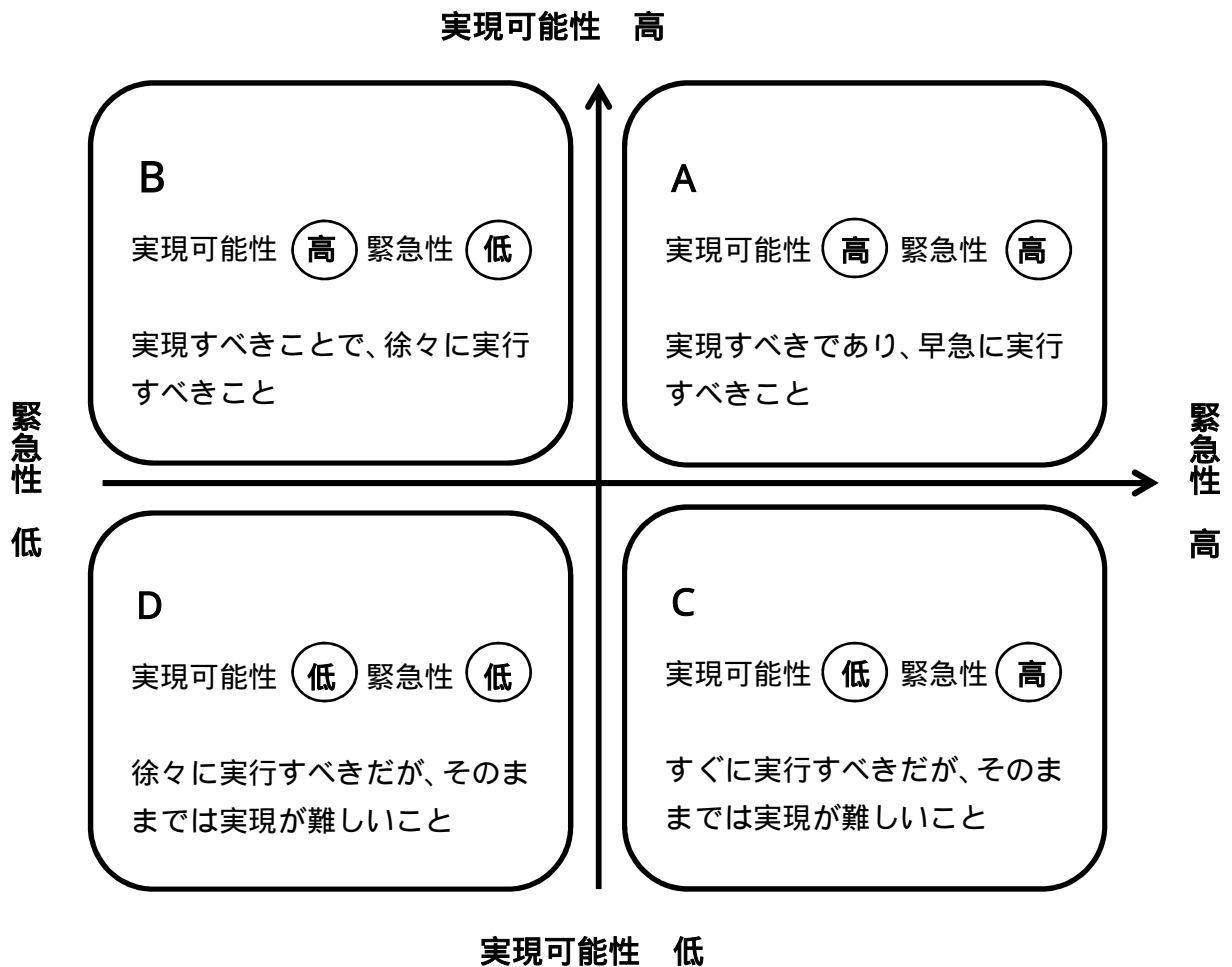 実現可能性　高
B
実現可能性 高 緊急性 低
実現すべきことで、徐々に実行
すべきこと
A
実現可能性 高 緊急性 高
実現すべきであり、早急に実行
すべきこと
緊急性　低
緊急性　高
D
実現可能性 低 緊急性 低
徐々に実行すべきだが、そのま
までは実現が難しいこと
C
実現可能性 低 緊急性 高
すぐに実行すべきだが、そのま
までは実現が難しいこと
実現可能性　低